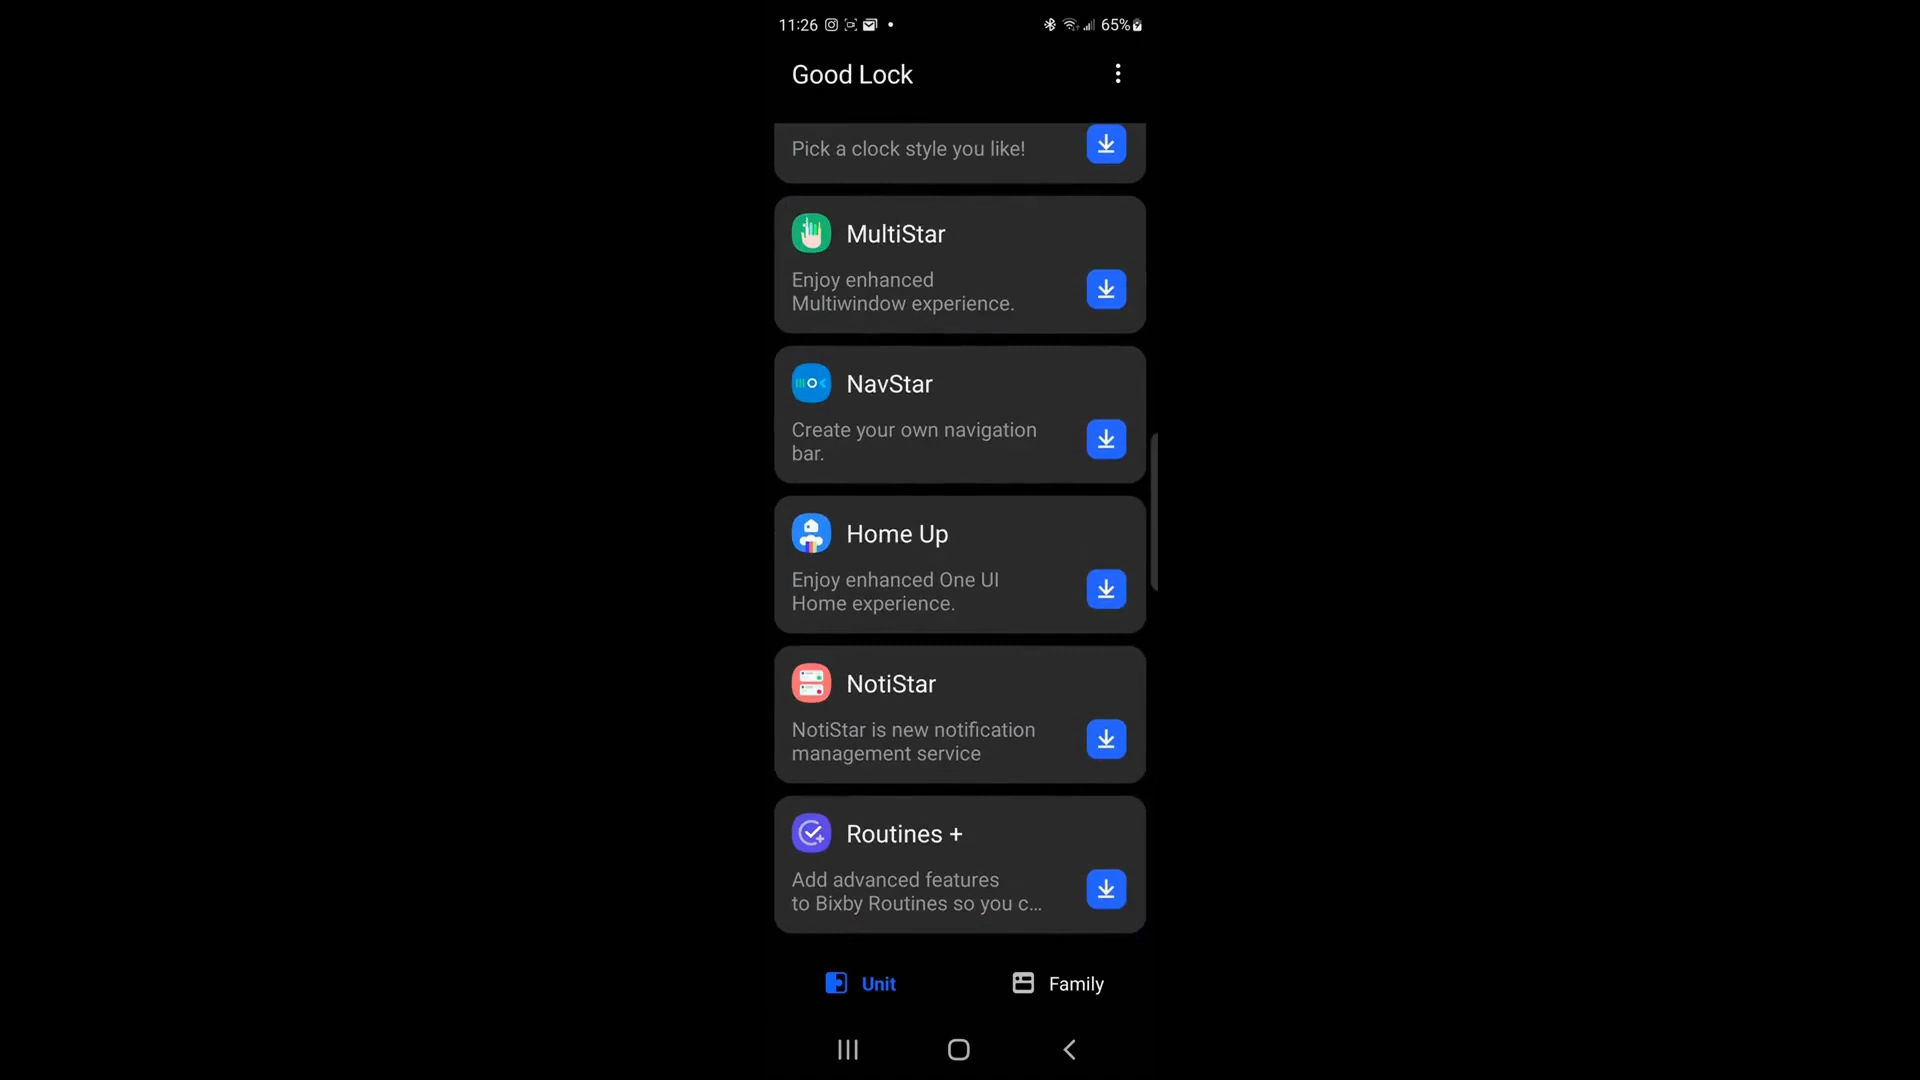 11:26
65%
Good Lock
Pick a clock style you like!
MultiStar
Enjoy enhanced
Multiwindow experience.
NavStar
Create your own navigation
bar.
Home Up
Enjoy enhanced One UI
Home experience.
NotiStar
NotiStar is new notification
management service
Routines +
Add advanced features
to Bixby Routines so you c...
Unit
Family